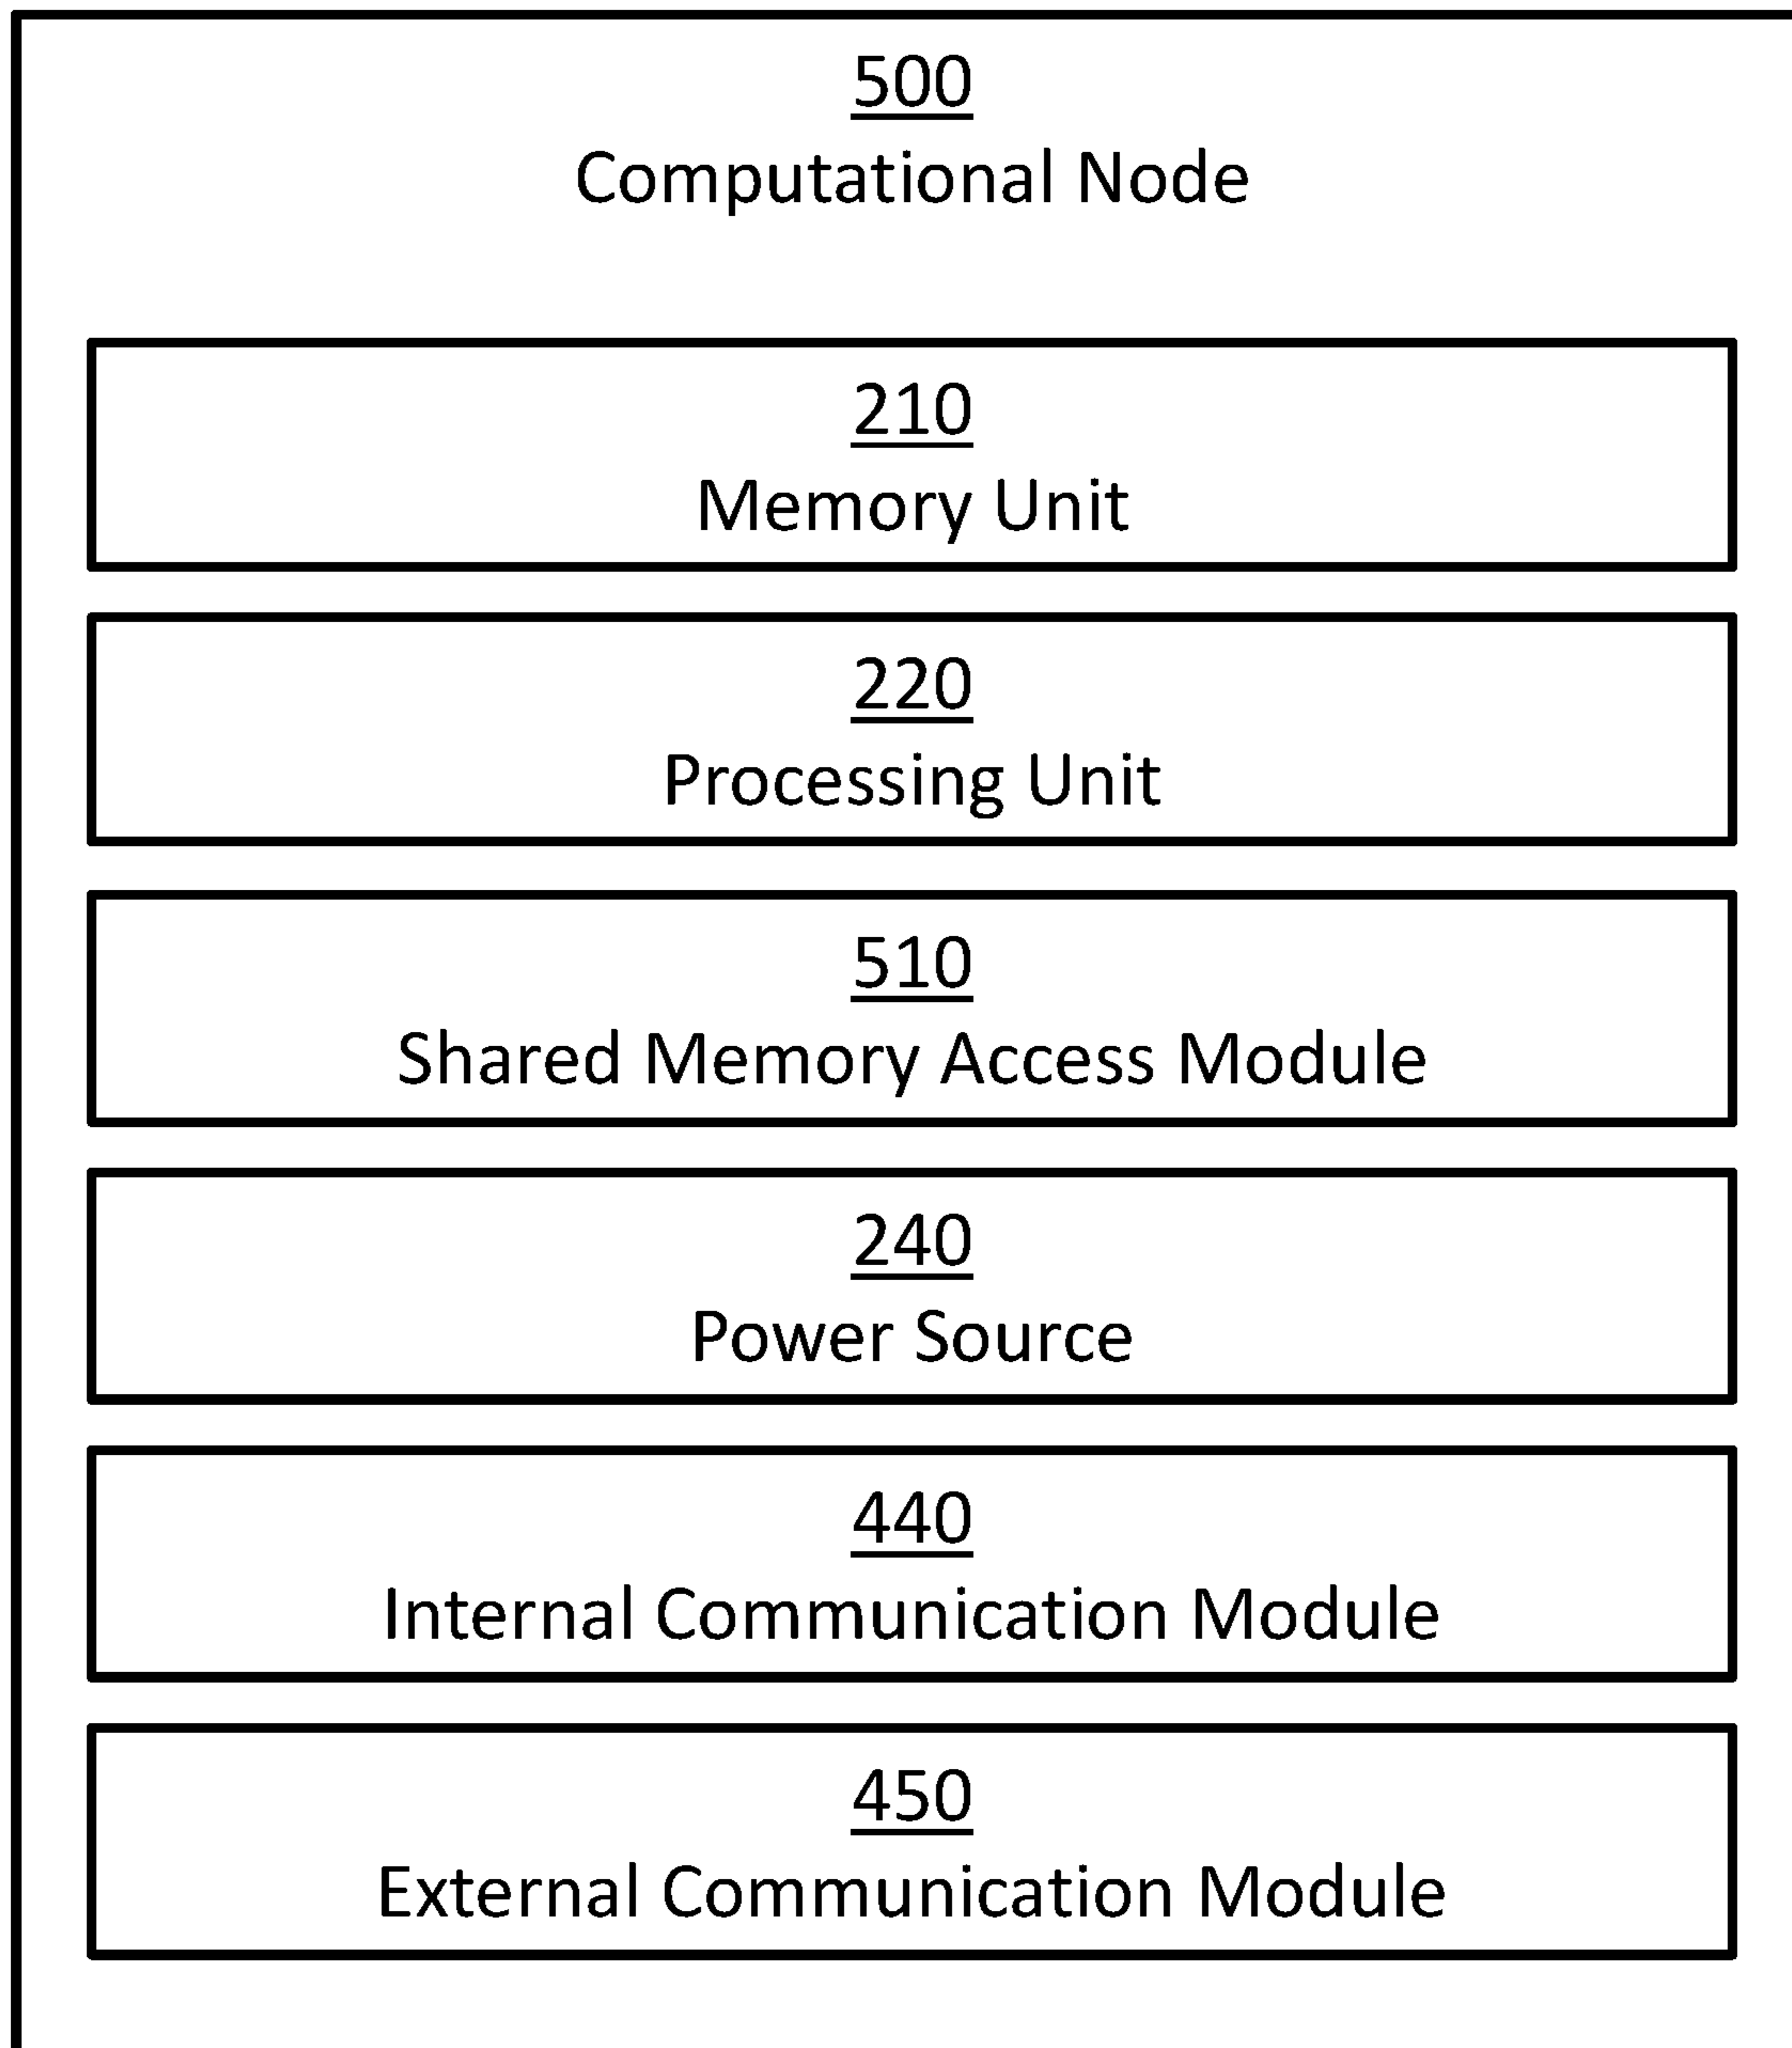 500
Computational Node
210
Memory Unit
220
Processing Unit
510
Shared Memory Access Module
240
Power Source
440
Internal Communication Module
450
External Communication Module